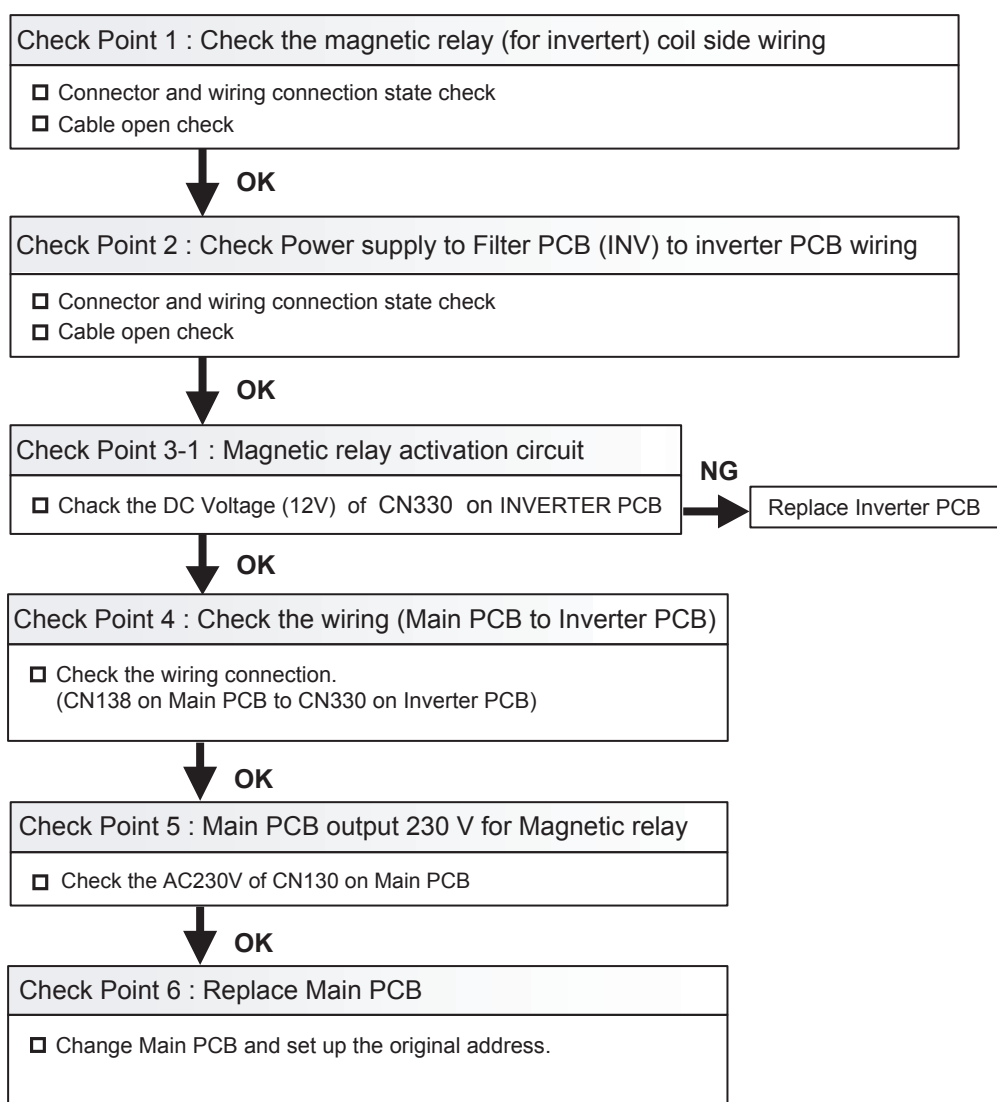 Check Point 1 : Check the magnetic relay (for invertert) coil side wiring
Connector and wiring connection state check
Cable open check
OK
Check Point 2 : Check Power supply to Filter PCB (INV) to inverter PCB wiring
Connector and wiring connection state check
Cable open check
OK
Check Point 3-1 : Magnetic relay activation circuit
Chack the DC Voltage (12V) of CN330 on INVERTER PCB
NG
Replace Inverter PCB
OK
Check Point 4 : Check the wiring (Main PCB to Inverter PCB)
Check the wiring connection.
(CN138 on Main PCB to CN330 on Inverter PCB)
OK
Check Point 5 : Main PCB output 230 V for Magnetic relay
Check the AC230V of CN130 on Main PCB
OK
Check Point 6 : Replace Main PCB
Change Main PCB and set up the original address.